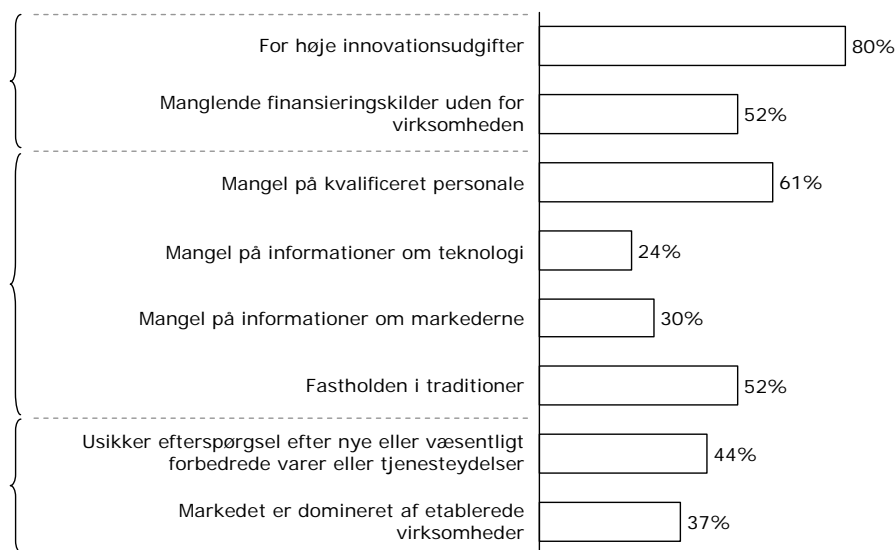 For høje innovationsudgifter
80%
Manglende finansieringskilder uden for
virksomheden
52%
Mangel på kvalificeret personale
61%
Mangel på informationer om teknologi
24%
Mangel på informationer om markederne
30%
Fastholden i traditioner
52%
Usikker efterspørgsel efter nye eller væsentligt
forbedrede varer eller tjenesteydelser
44%
Markedet er domineret af etablerede
virksomheder
37%